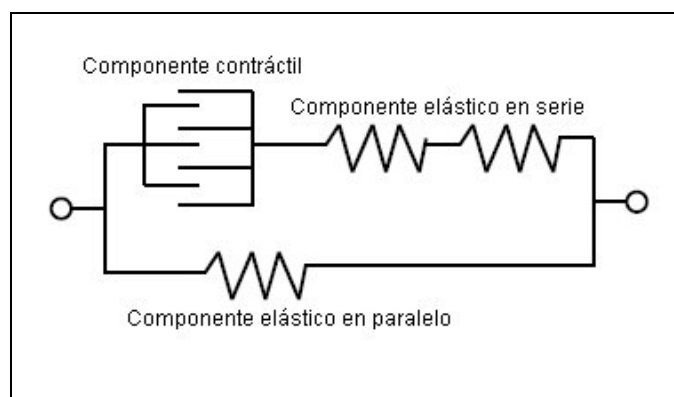 Componente contráctil
Componente elástico en serie
Componente elástico en paralelo